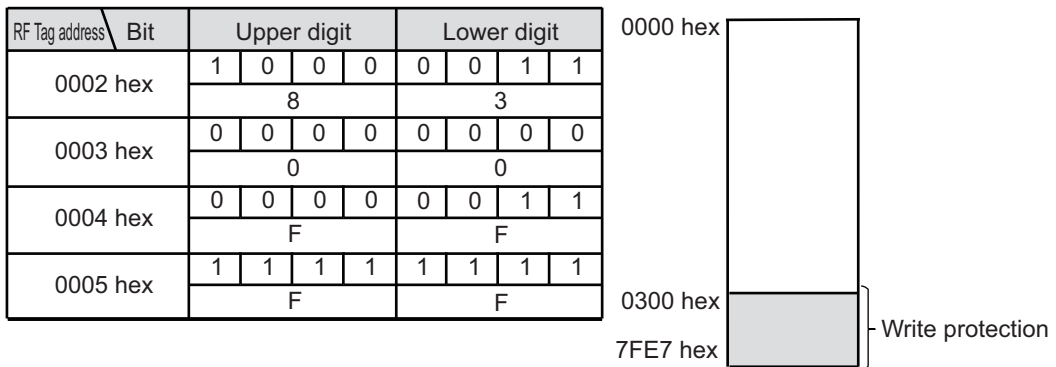 RF Tag address Bit Upper digit Lower digit
0002 hex
1 0 0 0 0 0 1 1
8 3
0003 hex
0 0 0 0 0 0 0 0
0 0
0004 hex
0 0 0 0 0 0 1 1
F F
0005 hex
1 1 1 1 1 1 1 1
F F
0000 hex
0300 hex
7FE7 hex
Write protection